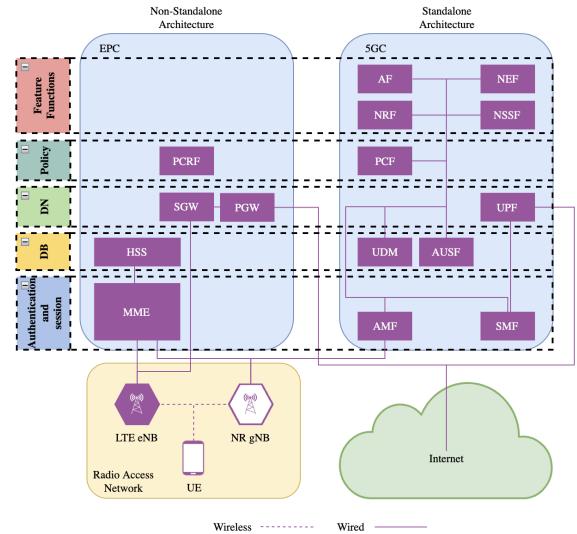 Non-Standalone
Architecture
Standalone
Architecture
EPC
5GC
Feature
Functions
AF
NEF
NRF
NSSF
Policy
PCRF
PCF
DN
SGW
PGW
UPF
DB
HSS
UDM
AUSF
Authentication
and
session
MME
AMF
SMF
LTE eNB
NR gNB
Radio Access
Network
UE
Internet
Wireless
Wired